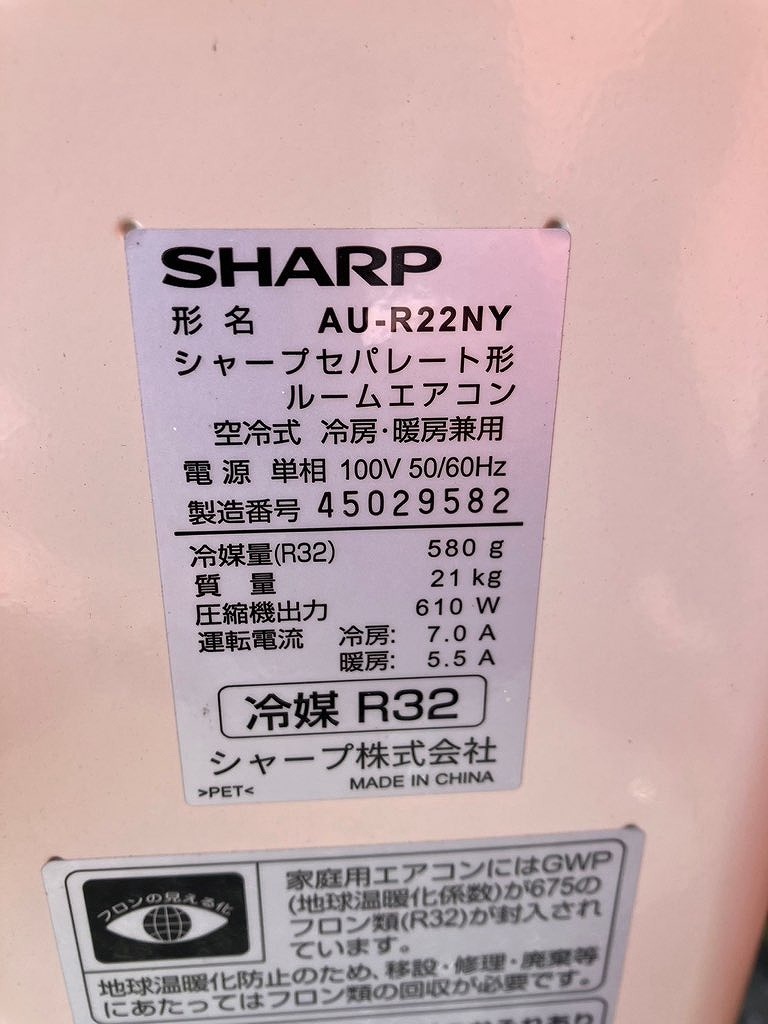 SHARP
形名 AU-R22NY
シャープセパレート形
ルームエアコン
空冷式 冷房・暖房兼用
電源 単相 100V 50/60Hz
製造番号 45029582
冷媒量(R32) 580 g
質量 21 kg
圧縮機出力 610 W
運転電流 冷房: 7.0 A
暖房: 5.5 A
冷媒 R32
シャープ株式会社
>PET< MADE IN CHINA
フロンの見える化
家庭用エアコンにはGWP
(地球温暖化係数)が675の
フロン類(R32)が封入され
ています。
地球温暖化防止のため、移設・修理・廃棄等
にあたってはフロン類の回収が必要です。